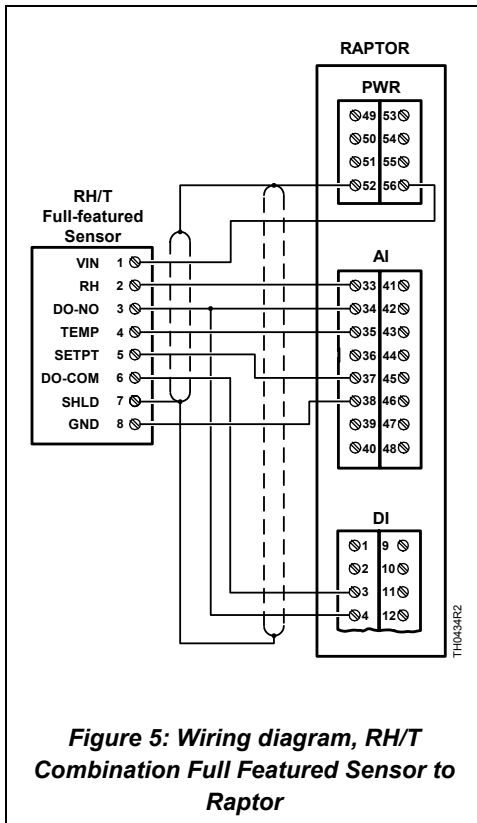 RAPTOR
PWR
49 53
50 54
51 55
52 56
RH/T
Full-featured
Sensor
VIN 1
RH 2
DO-NO 3
TEMP 4
SETPT 5
DO-COM 6
SHLD 7
GND 8
AI
33 41
34 42
35 43
36 44
37 45
38 46
39 47
40 48
DI
1 9
2 10
3 11
4 12
TH0434R2
Figure 5: Wiring diagram, RH/T
Combination Full Featured Sensor to
Raptor